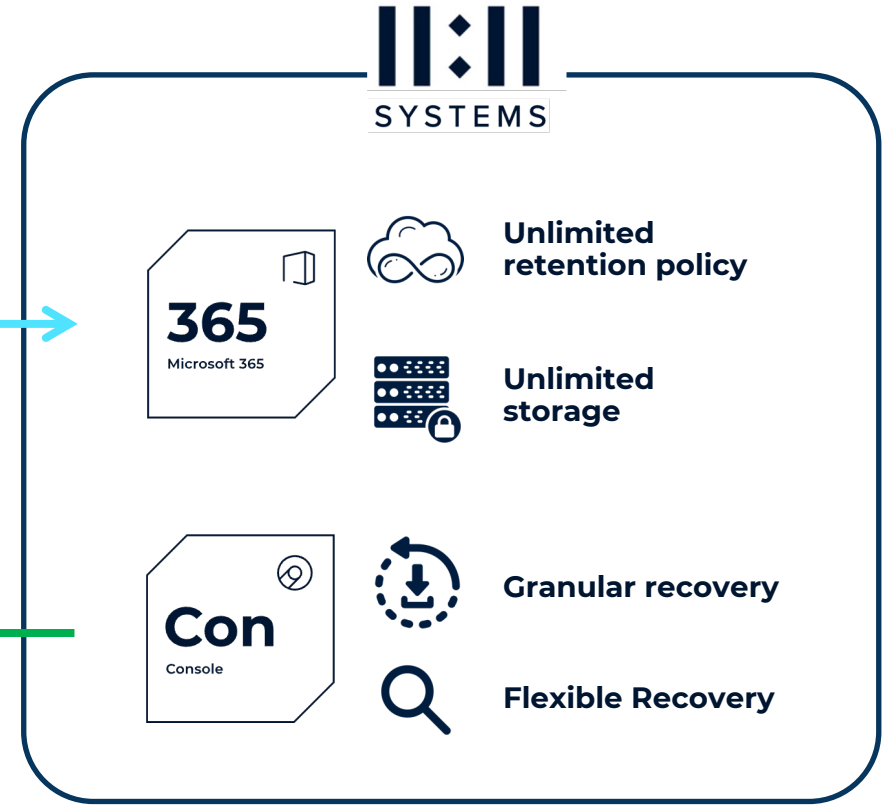 11:11
SYSTEMS
365
Microsoft 365
Unlimited
retention policy
Unlimited
storage
Con
Console
Granular recovery
Flexible Recovery